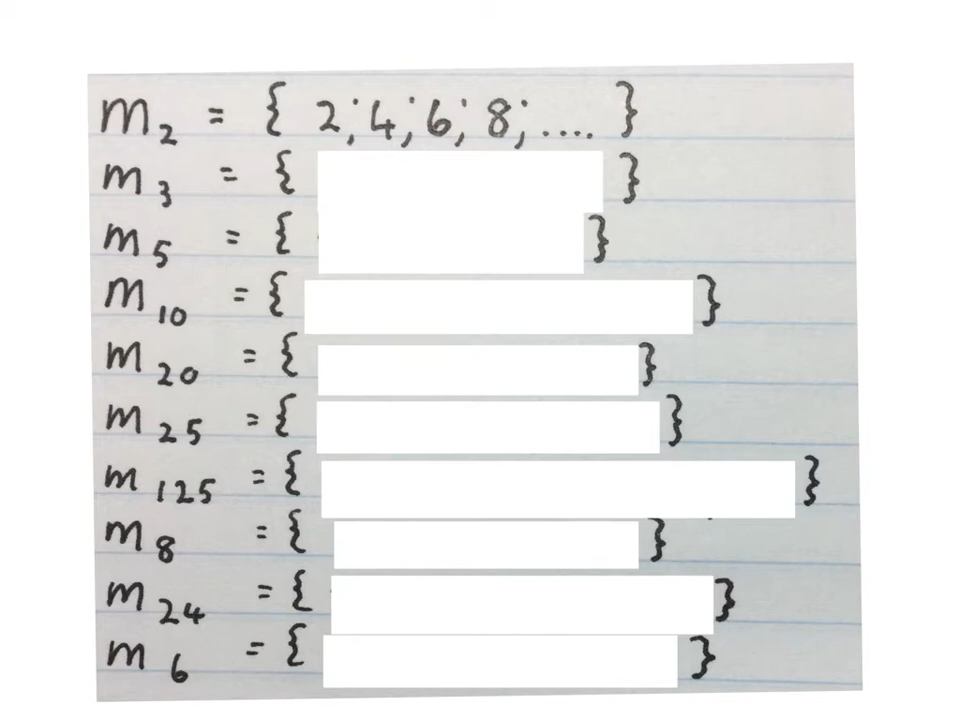 m2 = { 2; 4; 6; 8; .... }
m3 = { }
m5 = { }
m10 = { }
m20 = { }
m25 = { }
m125 = { }
m8 = { }
m24 = { }
m6 = { }